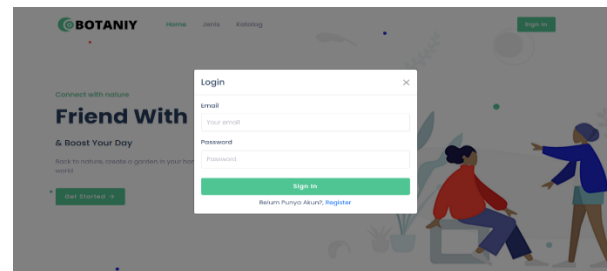 BOTANIY
Home Jenis Katalog
Sign In
Login ×
Email
Your email
Password
Password
Sign In
Belum Punya Akun?, Register
Connect with nature
Friend With
& Boost Your Day
Back to nature, create a garden in your hom
world
Get Started →